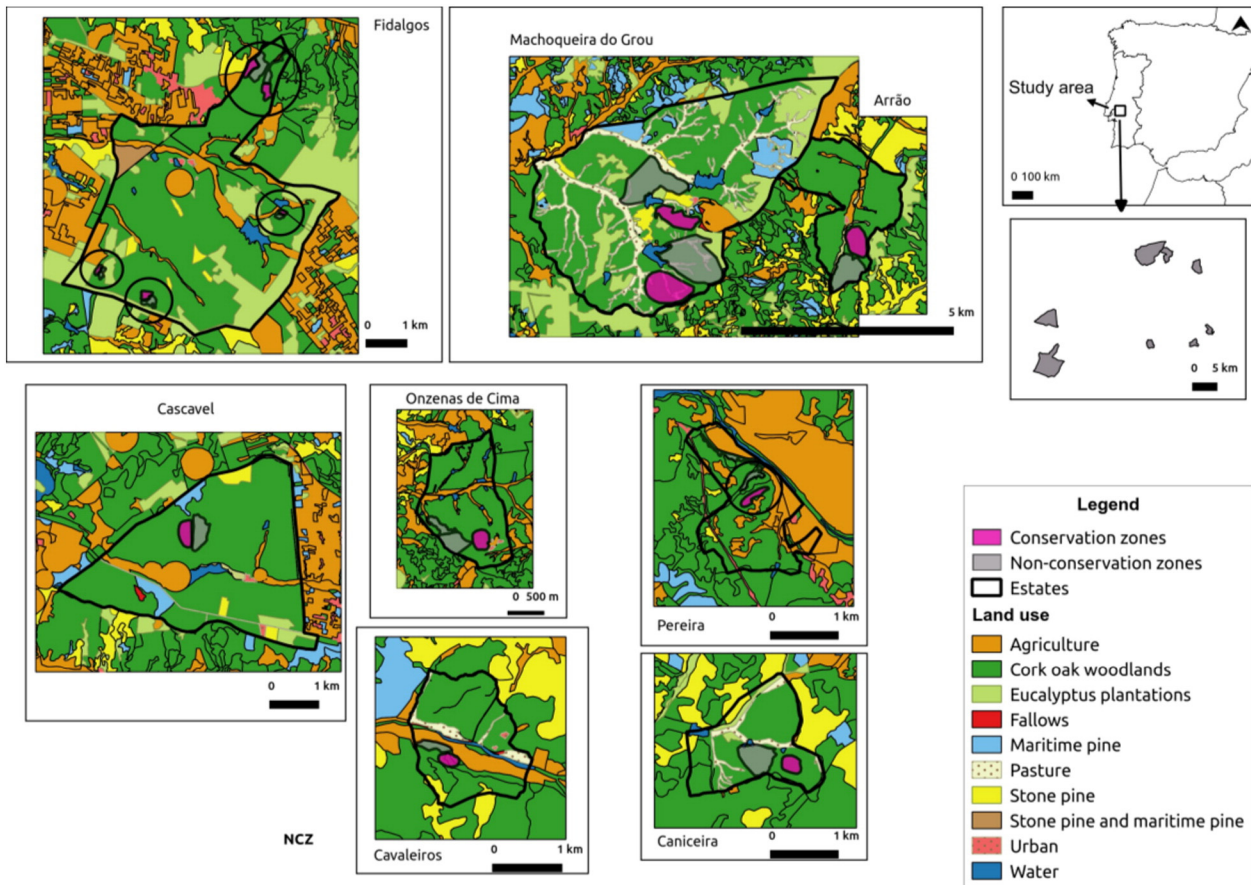 Fidalgos
0 1 km
Machoqueira do Grou
Arrão
5 km
Study area
0 100 km
0 5 km
Cascavel
0 1 km
Onzenas de Cima
0 500 m
Pereira
0 1 km
NCZ
Cavaleiros
0 1 km
Caniceira
0 1 km
Legend
Conservation zones
Non-conservation zones
Estates
Land use
Agriculture
Cork oak woodlands
Eucalyptus plantations
Fallows
Maritime pine
Pasture
Stone pine
Stone pine and maritime pine
Urban
Water